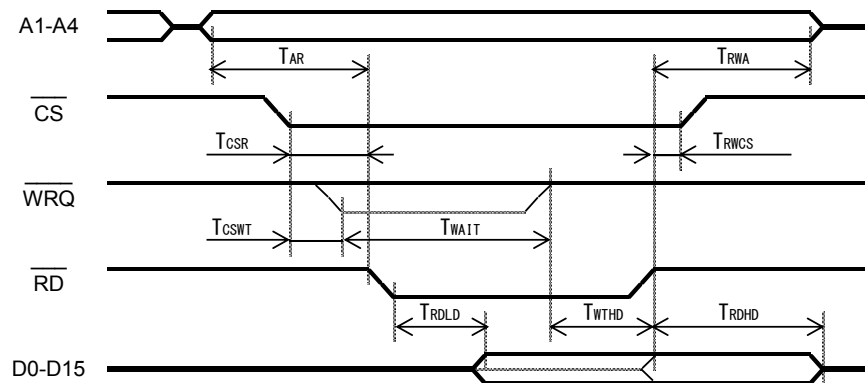 A1-A4
TAR
TRWA
CS
TCSR
TRWCS
WRQ
TCSWT
TWAIT
RD
TRDLD
TWTHD
TRDHD
D0-D15